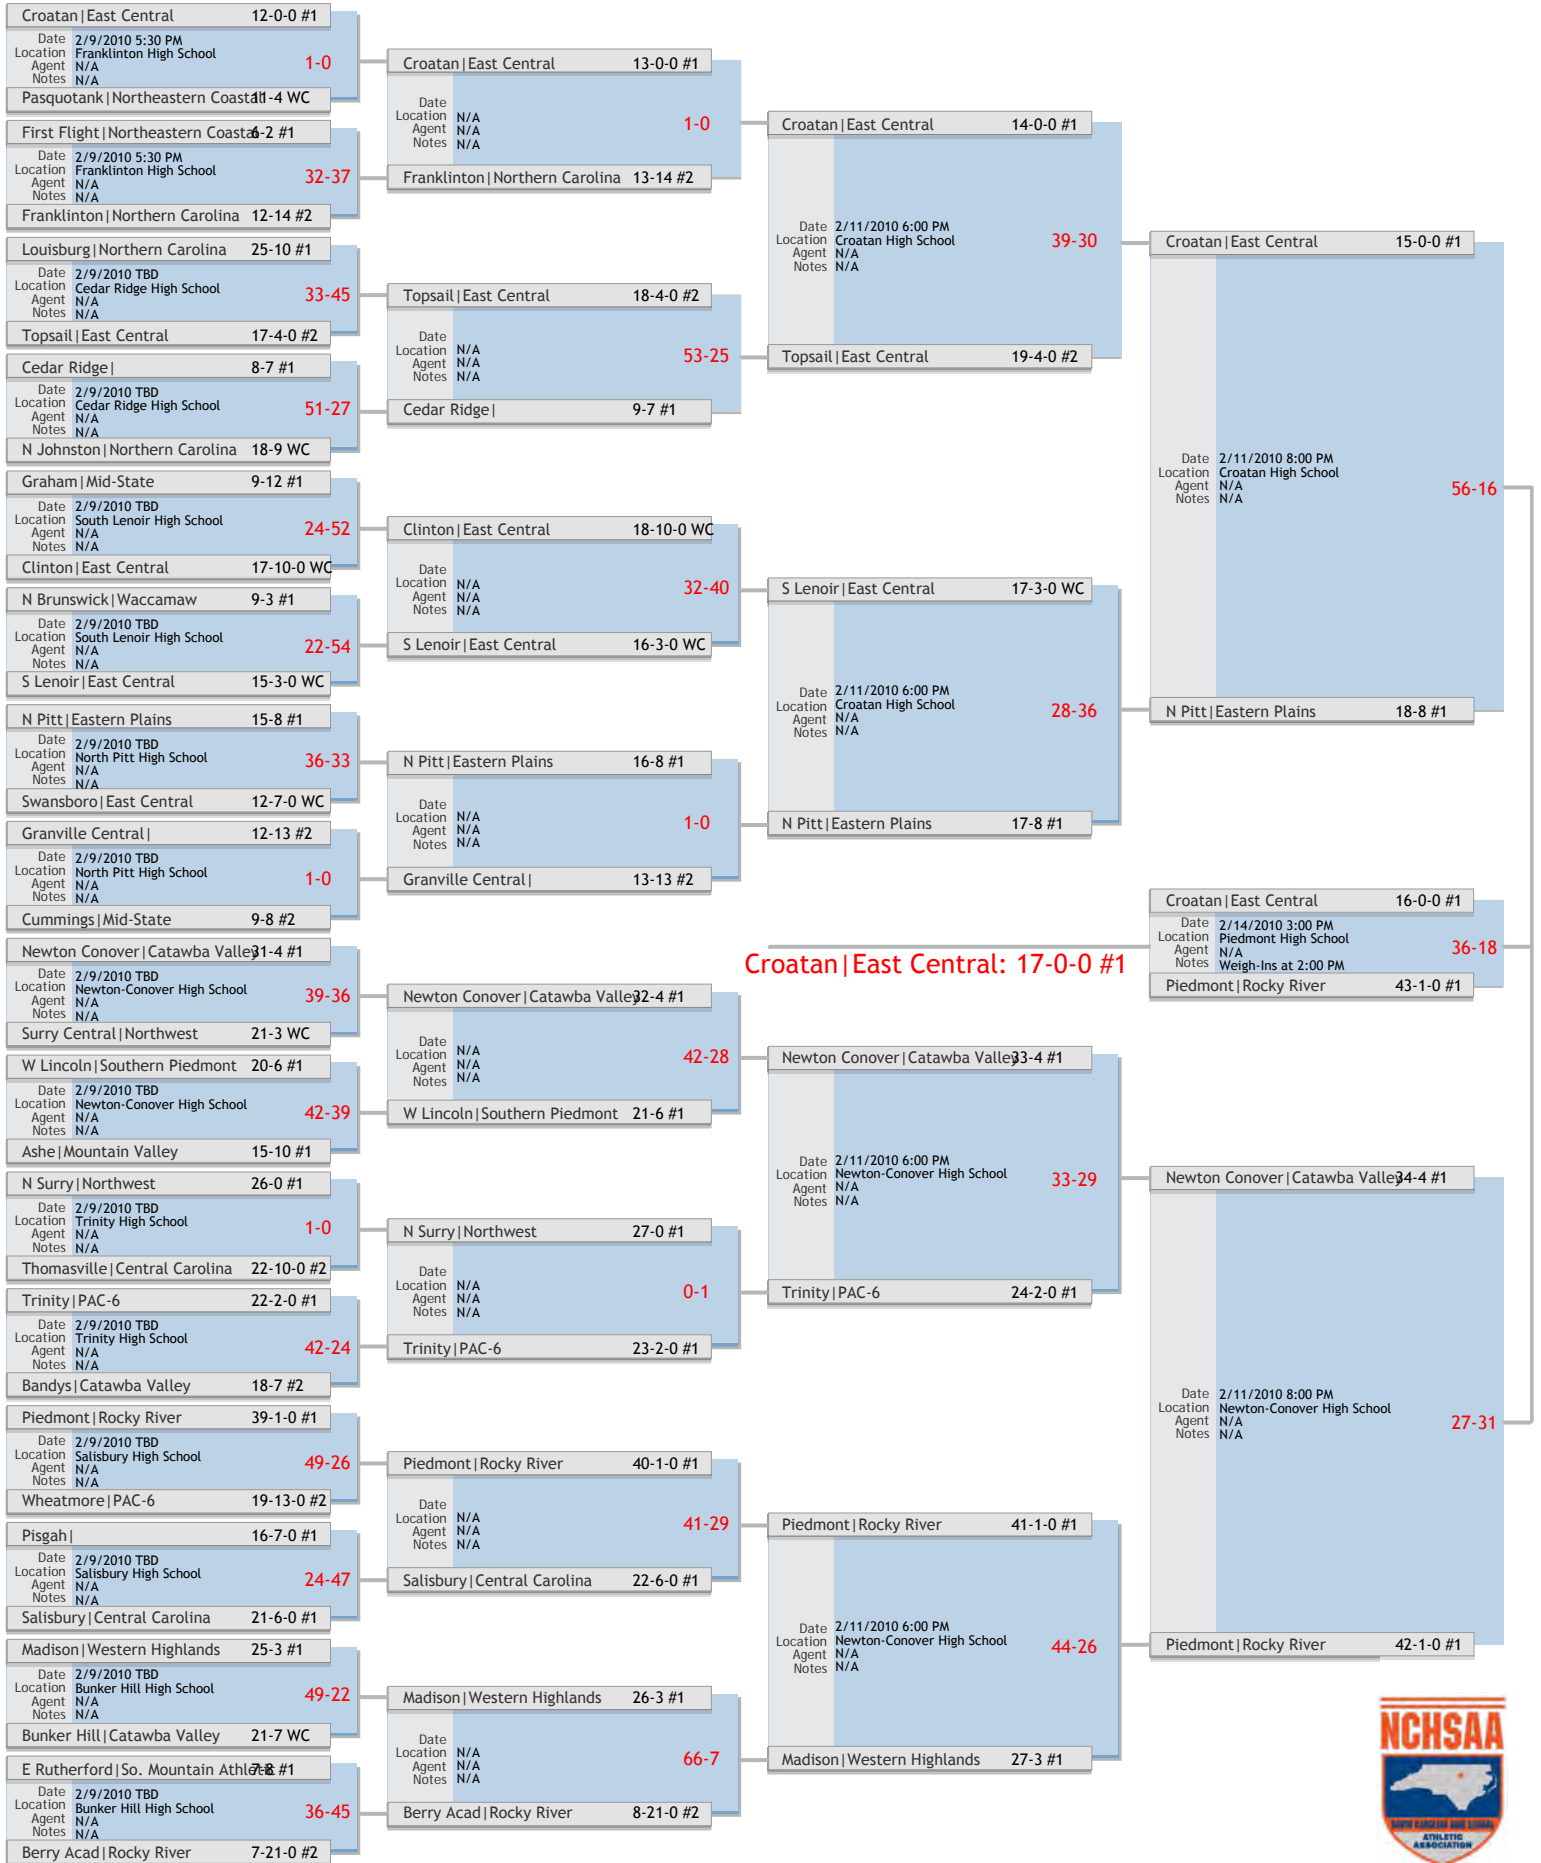 Croatan|East Central 12-0-0 #1
Date 2/9/2010 5:30 PM
Location Franklinton High School
Agent N/A
Notes N/A
1-0
Pasquotank|Northeastern Coastal 11-4 WC
First Flight|Northeastern Coastal 6-2 #1
Date 2/9/2010 5:30 PM
Location Franklinton High School
Agent N/A
Notes N/A
32-37
Franklinton|Northern Carolina 12-14 #2
Louisburg|Northern Carolina 25-10 #1
Date 2/9/2010 TBD
Location Cedar Ridge High School
Agent N/A
Notes N/A
33-45
Topsail|East Central 17-4-0 #2
Cedar Ridge| 8-7 #1
Date 2/9/2010 TBD
Location Cedar Ridge High School
Agent N/A
Notes N/A
51-27
N Johnston|Northern Carolina 18-9 WC
Graham|Mid-State 9-12 #1
Date 2/9/2010 TBD
Location South Lenoir High School
Agent N/A
Notes N/A
24-52
Clinton|East Central 17-10-0 WC
N Brunswick|Waccamaw 9-3 #1
Date 2/9/2010 TBD
Location South Lenoir High School
Agent N/A
Notes N/A
22-54
S Lenoir|East Central 15-3-0 WC
N Pitt|Eastern Plains 15-8 #1
Date 2/9/2010 TBD
Location North Pitt High School
Agent N/A
Notes N/A
36-33
Swansboro|East Central 12-7-0 WC
Granville Central| 12-13 #2
Date 2/9/2010 TBD
Location North Pitt High School
Agent N/A
Notes N/A
1-0
Cummings|Mid-State 9-8 #2
Newton Conover|Catawba Valley 31-4 #1
Date 2/9/2010 TBD
Location Newton-Conover High School
Agent N/A
Notes N/A
39-36
Surry Central|Northwest 21-3 WC
W Lincoln|Southern Piedmont 20-6 #1
Date 2/9/2010 TBD
Location Newton-Conover High School
Agent N/A
Notes N/A
42-39
Ashe|Mountain Valley 15-10 #1
N Surry|Northwest 26-0 #1
Date 2/9/2010 TBD
Location Trinity High School
Agent N/A
Notes N/A
1-0
Thomasville|Central Carolina 22-10-0 #2
Trinity|PAC-6 22-2-0 #1
Date 2/9/2010 TBD
Location Trinity High School
Agent N/A
Notes N/A
42-24
Bandys|Catawba Valley 18-7 #2
Piedmont|Rocky River 39-1-0 #1
Date 2/9/2010 TBD
Location Salisbury High School
Agent N/A
Notes N/A
49-26
Wheatmore|PAC-6 19-13-0 #2
Pisgah| 16-7-0 #1
Date 2/9/2010 TBD
Location Salisbury High School
Agent N/A
Notes N/A
24-47
Salisbury|Central Carolina 21-6-0 #1
Madison|Western Highlands 25-3 #1
Date 2/9/2010 TBD
Location Bunker Hill High School
Agent N/A
Notes N/A
49-22
Bunker Hill|Catawba Valley 21-7 WC
E Rutherford|So. Mountain Athletic 7-8 #1
Date 2/9/2010 TBD
Location Bunker Hill High School
Agent N/A
Notes N/A
36-45
Berry Acad|Rocky River 7-21-0 #2
Croatan|East Central 13-0-0 #1
Date
Location N/A
Agent N/A
Notes N/A
1-0
Franklinton|Northern Carolina 13-14 #2
Topsail|East Central 18-4-0 #2
Date
Location N/A
Agent N/A
Notes N/A
53-25
Cedar Ridge| 9-7 #1
Clinton|East Central 18-10-0 WC
Date
Location N/A
Agent N/A
Notes N/A
32-40
S Lenoir|East Central 16-3-0 WC
N Pitt|Eastern Plains 16-8 #1
Date
Location N/A
Agent N/A
Notes N/A
1-0
Granville Central| 13-13 #2
Newton Conover|Catawba Valley 32-4 #1
Date
Location N/A
Agent N/A
Notes N/A
42-28
W Lincoln|Southern Piedmont 21-6 #1
N Surry|Northwest 27-0 #1
Date
Location N/A
Agent N/A
Notes N/A
0-1
Trinity|PAC-6 23-2-0 #1
Piedmont|Rocky River 40-1-0 #1
Date
Location N/A
Agent N/A
Notes N/A
41-29
Salisbury|Central Carolina 22-6-0 #1
Madison|Western Highlands 26-3 #1
Date
Location N/A
Agent N/A
Notes N/A
66-7
Berry Acad|Rocky River 8-21-0 #2
Croatan|East Central 14-0-0 #1
Date 2/11/2010 6:00 PM
Location Croatan High School
Agent N/A
Notes N/A
39-30
Topsail|East Central 19-4-0 #2
S Lenoir|East Central 17-3-0 WC
Date 2/11/2010 6:00 PM
Location Croatan High School
Agent N/A
Notes N/A
28-36
N Pitt|Eastern Plains 17-8 #1
Newton Conover|Catawba Valley 33-4 #1
Date 2/11/2010 6:00 PM
Location Newton-Conover High School
Agent N/A
Notes N/A
33-29
Trinity|PAC-6 24-2-0 #1
Piedmont|Rocky River 41-1-0 #1
Date 2/11/2010 6:00 PM
Location Newton-Conover High School
Agent N/A
Notes N/A
44-26
Madison|Western Highlands 27-3 #1
Croatan|East Central 15-0-0 #1
Date 2/11/2010 8:00 PM
Location Croatan High School
Agent N/A
Notes N/A
56-16
N Pitt|Eastern Plains 18-8 #1
Croatan|East Central 16-0-0 #1
Date 2/14/2010 3:00 PM
Location Piedmont High School
Agent N/A
Notes Weigh-Ins at 2:00 PM
36-18
Piedmont|Rocky River 43-1-0 #1
Croatan|East Central: 17-0-0 #1
Newton Conover|Catawba Valley 34-4 #1
Date 2/11/2010 8:00 PM
Location Newton-Conover High School
Agent N/A
Notes N/A
27-31
Piedmont|Rocky River 42-1-0 #1
NCHSAA
NORTH CAROLINA HIGH SCHOOL
ATHLETIC
ASSOCIATION